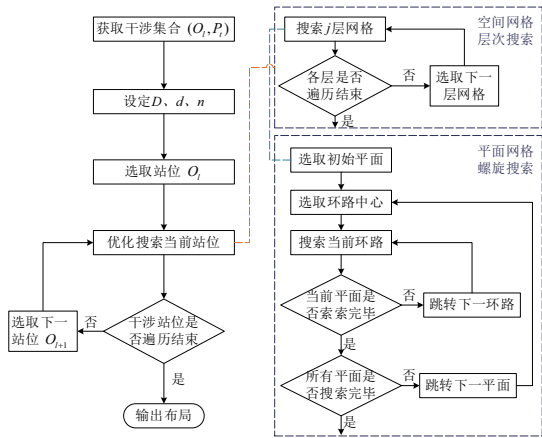 获取干涉集合 (O_l,P_t)
设定D、d、n
选取站位 O_l
优化搜索当前站位
干涉站位是
否遍历结束
否
选取下一
站位 O_{l+1}
是
输出布局
空间网格
层次搜索
搜索j层网格
各层是否
遍历结束
否
选取下一
层网格
是
平面网格
螺旋搜索
选取初始平面
选取环路中心
搜索当前环路
当前平面是
否索索完毕
否
跳转下一环路
是
所有平面是
否搜索完毕
否
跳转下一平面
是